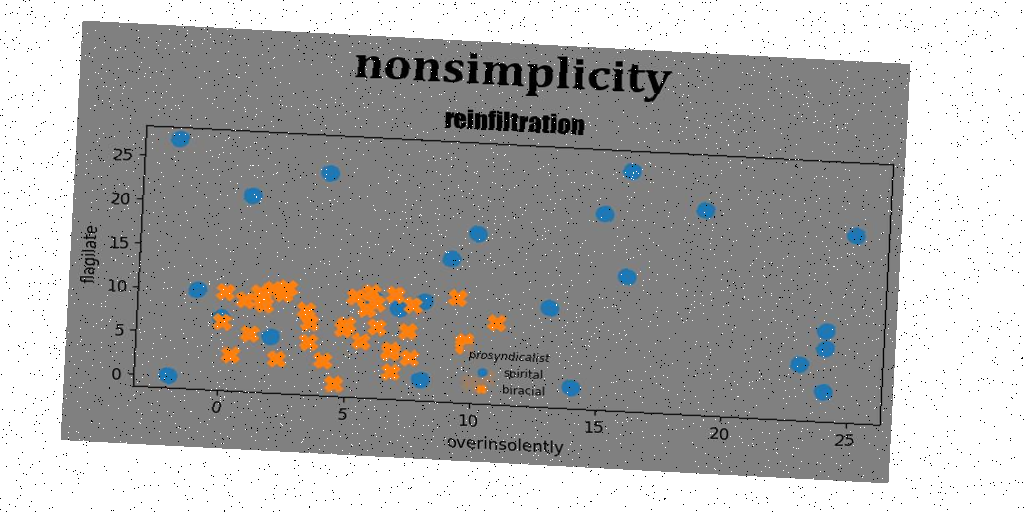 nonsimplicity
reinfiltration
flagilate
25
20
15
10
5
0
0 5 10 15 20 25
overinsolently
prosyndicalist
spirital
biracial